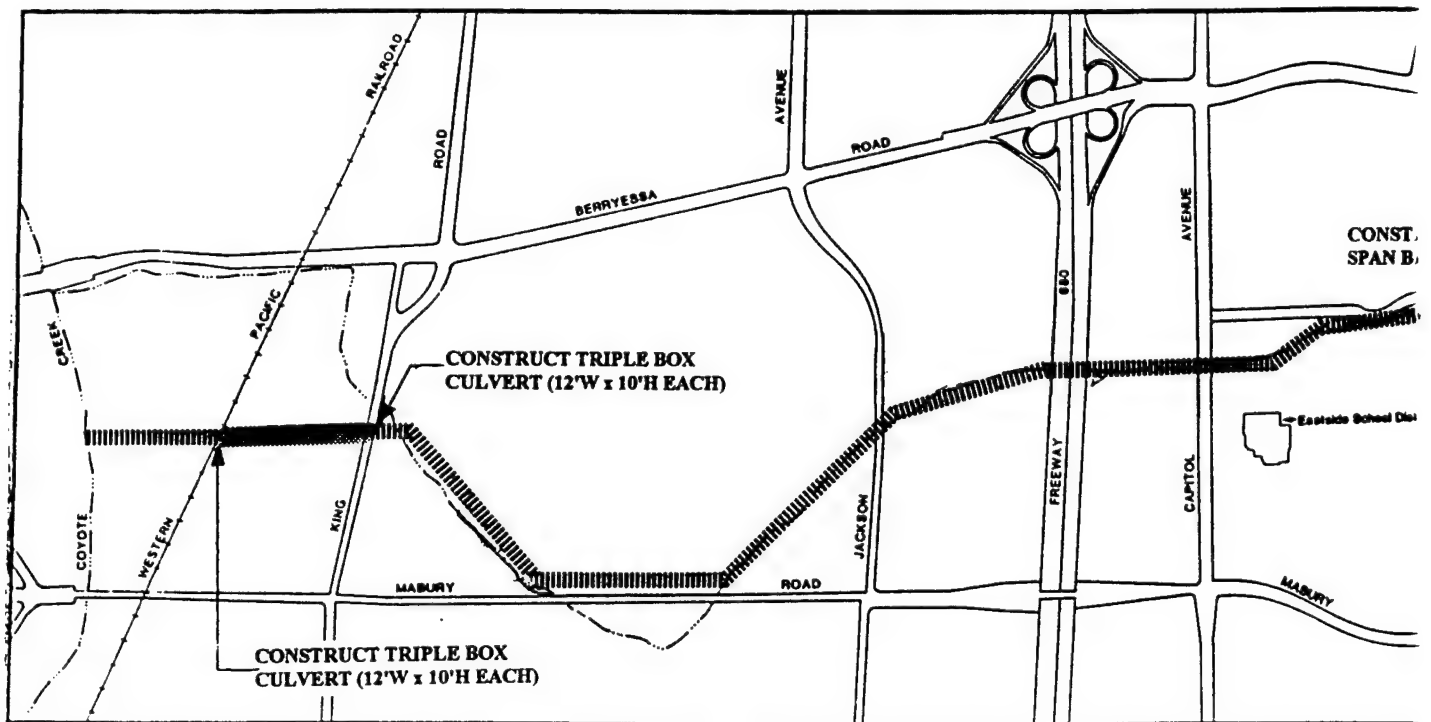 RAILROAD
ROAD
AVENUE
ROAD
BERRYESSA
AVENUE
CONST.
SPAN B
680
PACIFIC
CREEK
CONSTRUCT TRIPLE BOX
CULVERT (12'W x 10'H EACH)
Eastside School Dist
FREEWAY
CAPITOL
KING
JACKSON
COYOTE
WESTERN
MABURY
ROAD
MABURY
CONSTRUCT TRIPLE BOX
CULVERT (12'W x 10'H EACH)